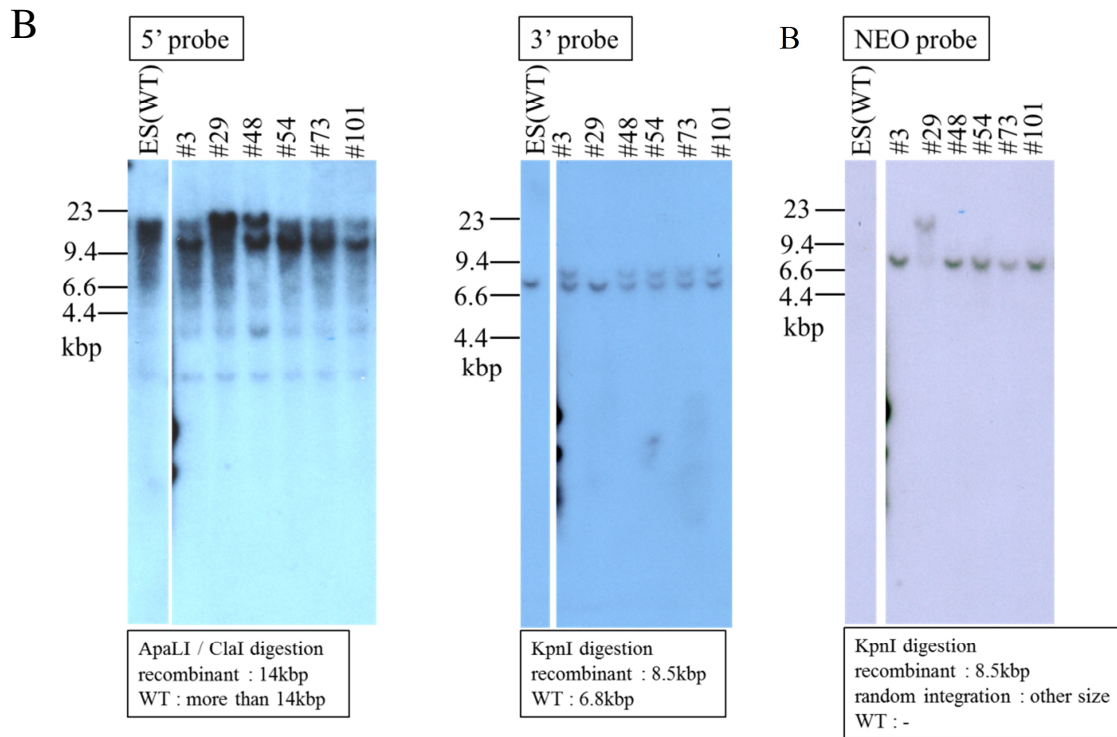 B
5’ probe
ES(WT)
#3
#29
#48
#54
#73
#101
23
9.4
6.6
4.4
kbp
ApaLI / ClaI digestion
recombinant : 14kbp
WT : more than 14kbp
3’ probe
ES(WT)
#3
#29
#48
#54
#73
#101
23
9.4
6.6
4.4
kbp
KpnI digestion
recombinant : 8.5kbp
WT : 6.8kbp
B
NEO probe
ES(WT)
#3
#29
#48
#54
#73
#101
23
9.4
6.6
4.4
kbp
KpnI digestion
recombinant : 8.5kbp
random integration : other size
WT : -